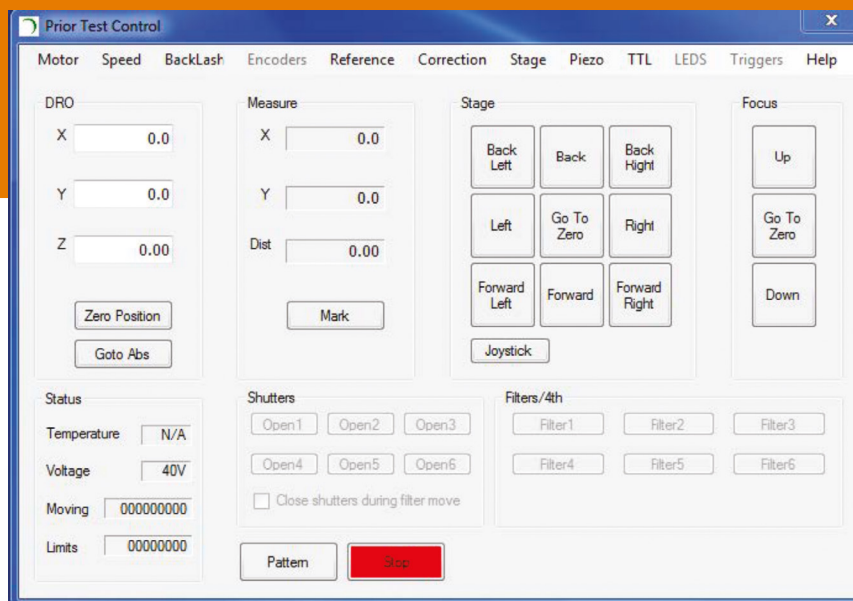 Prior Test Control
x
Motor Speed BackLash Encoders Reference Correction Stage Piezo TTL LEDS Triggers Help
DRO Measure Stage Focus
X 0.0 X 0.0 Back Left Back Back Right Up
Y 0.0 Y 0.0 Left Go To Zero Right Go To Zero
Z 0.00 Dist 0.00 Forward Left Forward Forward Right Down
Zero Position Mark
Goto Abs Joystick
Status Shutters Filters/4th
Temperature N/A Open1 Open2 Open3 Filter1 Filter2 Filter3
Voltage 40V Open4 Open5 Open6 Filter4 Filter5 Filter6
Moving 000000000 Close shutters during filter move
Limits 00000000
Pattern Stop